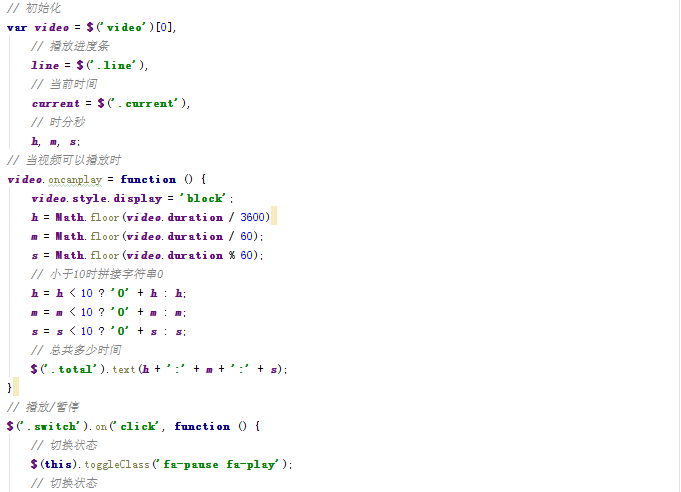 // 初始化
var video = $('video')[0],
    // 播放进度条
    line = $('.line'),
    // 当前时间
    current = $('.current'),
    // 时分秒
    h, m, s;
// 当视频可以播放时
video.oncanplay = function () {
    video.style.display = 'block';
    h = Math.floor(video.duration / 3600)
    m = Math.floor(video.duration / 60);
    s = Math.floor(video.duration % 60);
    // 小于10时拼接字符串0
    h = h < 10 ? '0' + h : h;
    m = m < 10 ? '0' + m : m;
    s = s < 10 ? '0' + s : s;
    // 总共多少时间
    $('.total').text(h + ':' + m + ':' + s);
}
// 播放/暂停
$('.switch').on('click', function () {
    // 切换状态
    $(this).toggleClass('fa-pause fa-play');
    // 切换状态